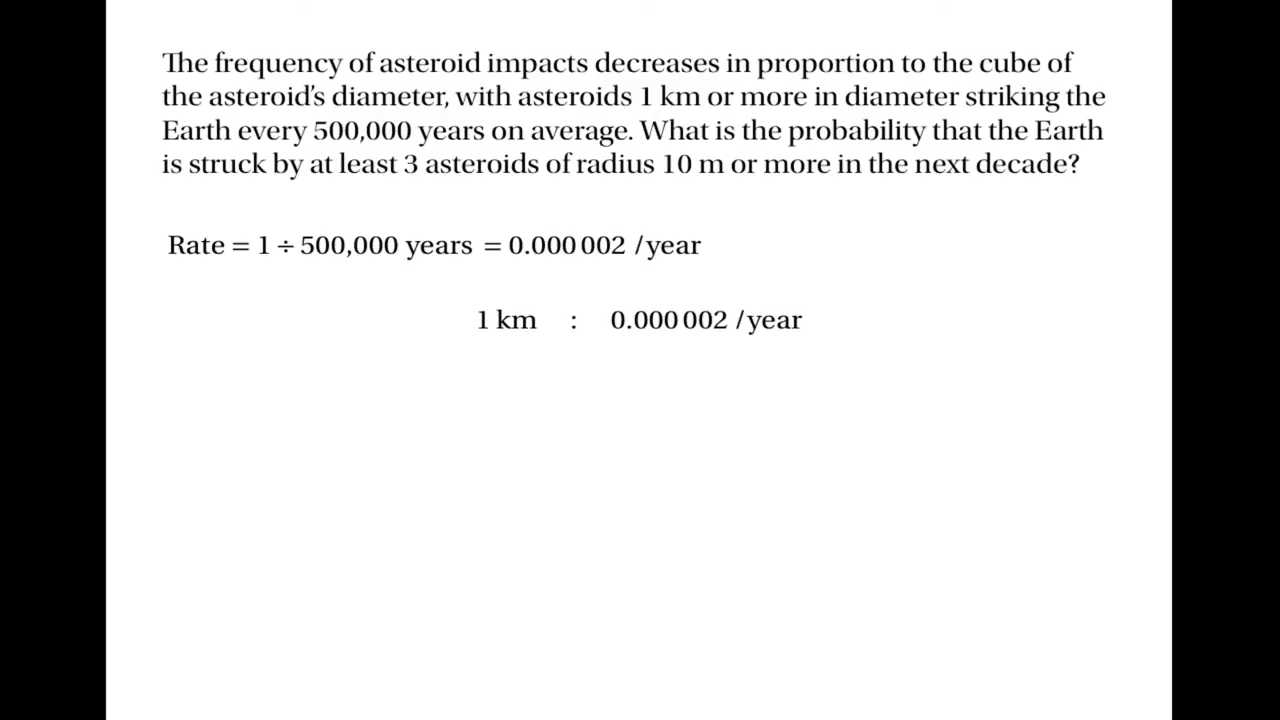 The frequency of asteroid impacts decreases in proportion to the cube of
the asteroid's diameter, with asteroids 1 km or more in diameter striking the
Earth every 500,000 years on average. What is the probability that the Earth
is struck by at least 3 asteroids of radius 10 m or more in the next decade?
Rate = 1 ÷ 500,000 years = 0.000 002 /year
1 km : 0.000 002 /year